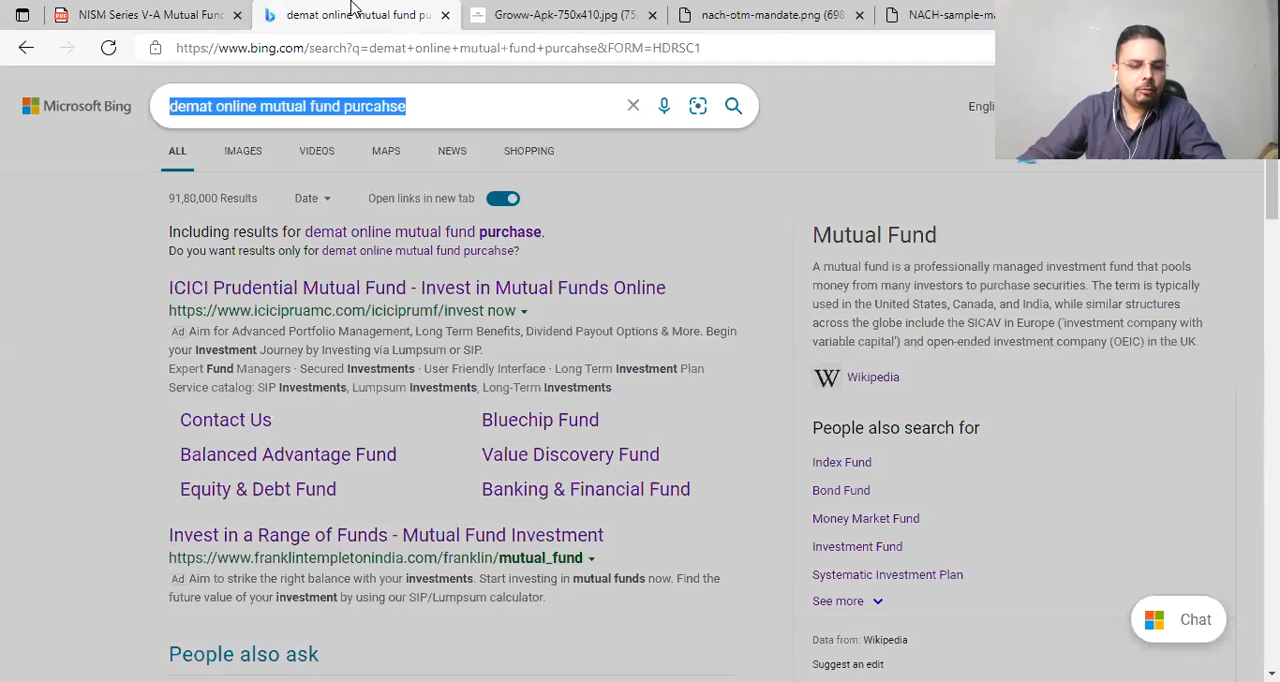 NISM Series V-A Mutual Fun
demat online mutual fund pu
Groww-Apk-750x410.jpg (75
nach-otm-mandate.png (698
NACH-sample-ma
https://www.bing.com/search?q=demat+online+mutual+fund+purcahse&FORM=HDRSC1
Microsoft Bing
demat online mutual fund purcahse
Engli
ALL
IMAGES
VIDEOS
MAPS
NEWS
SHOPPING
91,80,000 Results
Date
Open links in new tab
Including results for demat online mutual fund purchase.
Do you want results only for demat online mutual fund purcahse?
ICICI Prudential Mutual Fund - Invest in Mutual Funds Online
https://www.icicipruamc.com/iciciprumf/invest now
Ad Aim for Advanced Portfolio Management, Long Term Benefits, Dividend Payout Options & More. Begin
your Investment Journey by Investing via Lumpsum or SIP.
Expert Fund Managers · Secured Investments · User Friendly Interface · Long Term Investment Plan
Service catalog: SIP Investments, Lumpsum Investments, Long-Term Investments
Contact Us
Bluechip Fund
Balanced Advantage Fund
Value Discovery Fund
Equity & Debt Fund
Banking & Financial Fund
Invest in a Range of Funds - Mutual Fund Investment
https://www.franklintempletonindia.com/franklin/mutual_fund
Ad Aim to strike the right balance with your investments. Start investing in mutual funds now. Find the
future value of your investment by using our SIP/Lumpsum calculator.
People also ask
Mutual Fund
A mutual fund is a professionally managed investment fund that pools
money from many investors to purchase securities. The term is typically
used in the United States, Canada, and India, while similar structures
across the globe include the SICAV in Europe ('investment company with
variable capital') and open-ended investment company (OEIC) in the UK.
Wikipedia
People also search for
Index Fund
Bond Fund
Money Market Fund
Investment Fund
Systematic Investment Plan
See more
Data from: Wikipedia
Suggest an edit
Chat